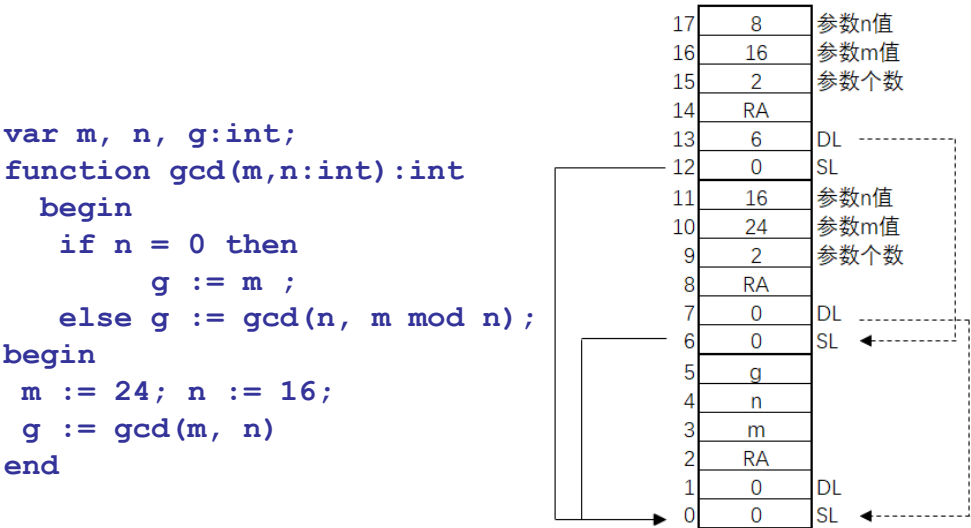 var m, n, g:int;
function gcd(m,n:int):int
begin
if n = 0 then
g := m ;
else g := gcd(n, m mod n);
begin
m := 24; n := 16;
g := gcd(m, n)
end
17 8 参数n值
16 16 参数m值
15 2 参数个数
14 RA
13 6 DL
12 0 SL
11 16 参数n值
10 24 参数m值
9 2 参数个数
8 RA
7 0 DL
6 0 SL
5 g
4 n
3 m
2 RA
1 0 DL
0 0 SL